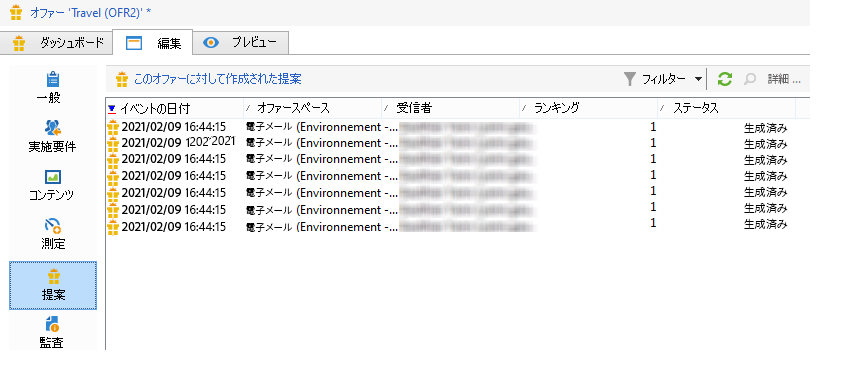 オファー 'Travel (OFR2)' *
ダッシュボード 編集 プレビュー
一般
実施要件
コンテンツ
測定
提案
監査
このオファーに対して作成された提案 フィルター 詳細 ...
イベントの日付 オファースペース 受信者 ランキング ステータス
2021/02/09 16:44:15 電子メール (Environnement -... 1 生成済み
2021/02/09 電子メール (Environnement -... 1 生成済み
2021/02/09 16:44:15 電子メール (Environnement -... 1 生成済み
2021/02/09 16:44:15 電子メール (Environnement -... 1 生成済み
2021/02/09 16:44:15 電子メール (Environnement -... 1 生成済み
2021/02/09 16:44:15 電子メール (Environnement -... 1 生成済み
2021/02/09 16:44:15 電子メール (Environnement -... 1 生成済み